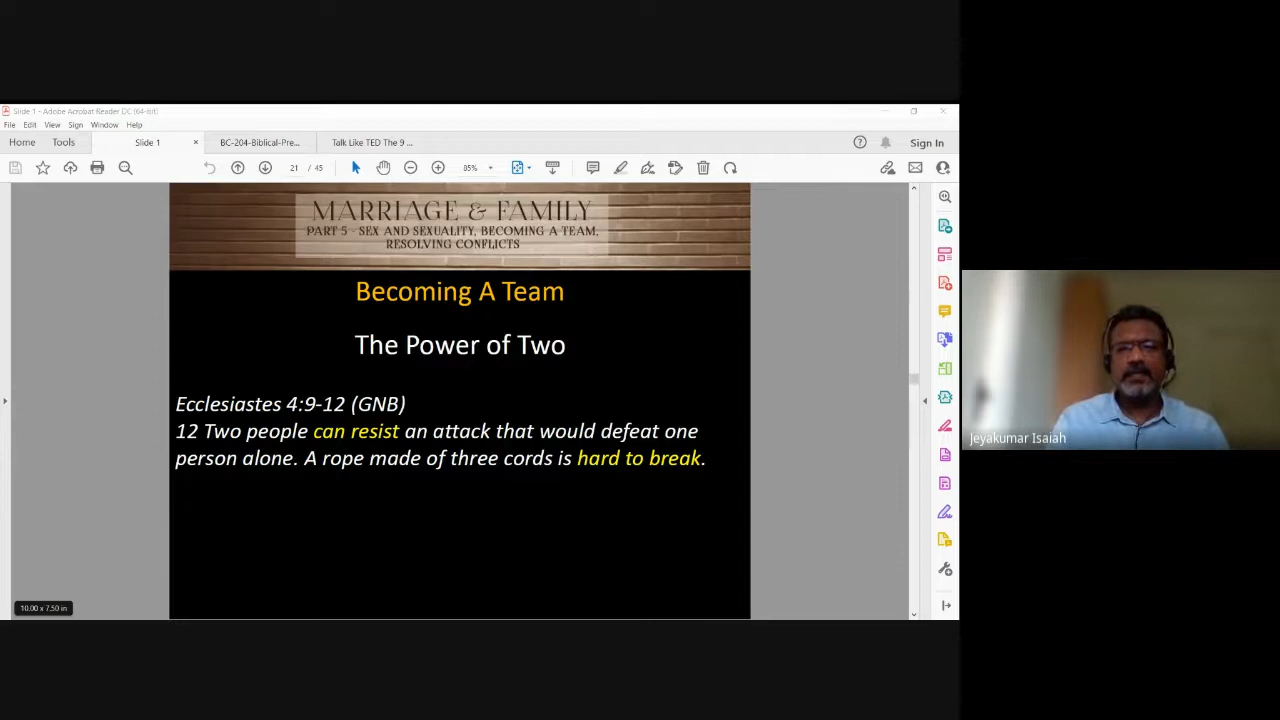 Slide 1 - Adobe Acrobat Reader DC (64-bit)
File Edit View Sign Window Help
Home Tools Slide 1 × BC-204-Biblical-Pre... Talk Like TED The 9 ... Sign In
21 / 45 85%
MARRIAGE & FAMILY
PART 5 - SEX AND SEXUALITY, BECOMING A TEAM,
RESOLVING CONFLICTS
Becoming A Team
The Power of Two
Ecclesiastes 4:9-12 (GNB)
12 Two people can resist an attack that would defeat one
person alone. A rope made of three cords is hard to break.
Jeyakumar Isaiah
10.00 x 7.50 in